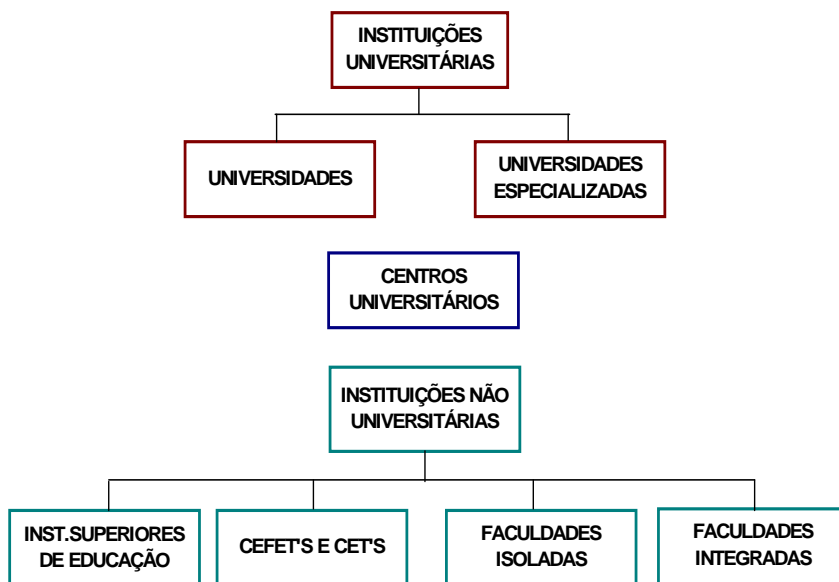 INSTITUIÇÕES
UNIVERSITÁRIAS
UNIVERSIDADES
UNIVERSIDADES
ESPECIALIZADAS
CENTROS
UNIVERSITÁRIOS
INSTITUIÇÕES NÃO
UNIVERSITÁRIAS
INST.SUPERIORES
DE EDUCAÇÃO
CEFET'S E CET'S
FACULDADES
ISOLADAS
FACULDADES
INTEGRADAS